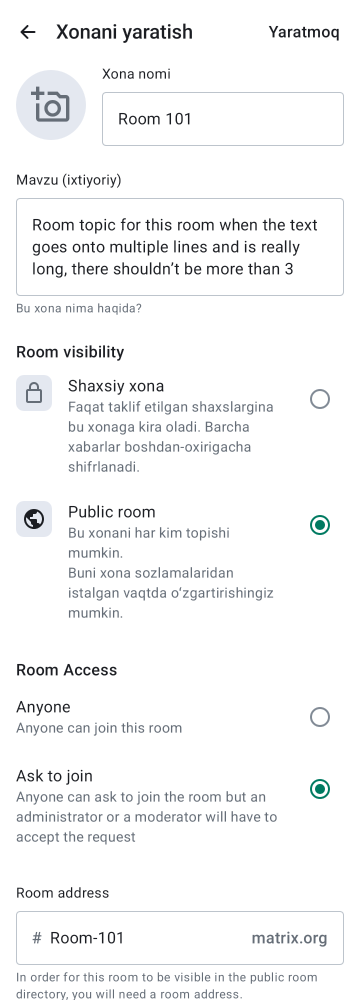 Xonani yaratish
Yaratmoq
Xona nomi
Room 101
Mavzu (ixtiyoriy)
Room topic for this room when the text
goes onto multiple lines and is really
long, there shouldn’t be more than 3
Bu xona nima haqida?
Room visibility
Shaxsiy xona
Faqat taklif etilgan shaxslargina
bu xonaga kira oladi. Barcha
xabarlar boshdan-oxirigacha
shifrlanadi.
Public room
Bu xonani har kim topishi
mumkin.
Buni xona sozlamalaridan
istalgan vaqtda oʻzgartirishingiz
mumkin.
Room Access
Anyone
Anyone can join this room
Ask to join
Anyone can ask to join the room but an
administrator or a moderator will have to
accept the request
Room address
# Room-101
matrix.org
In order for this room to be visible in the public room
directory, you will need a room address.